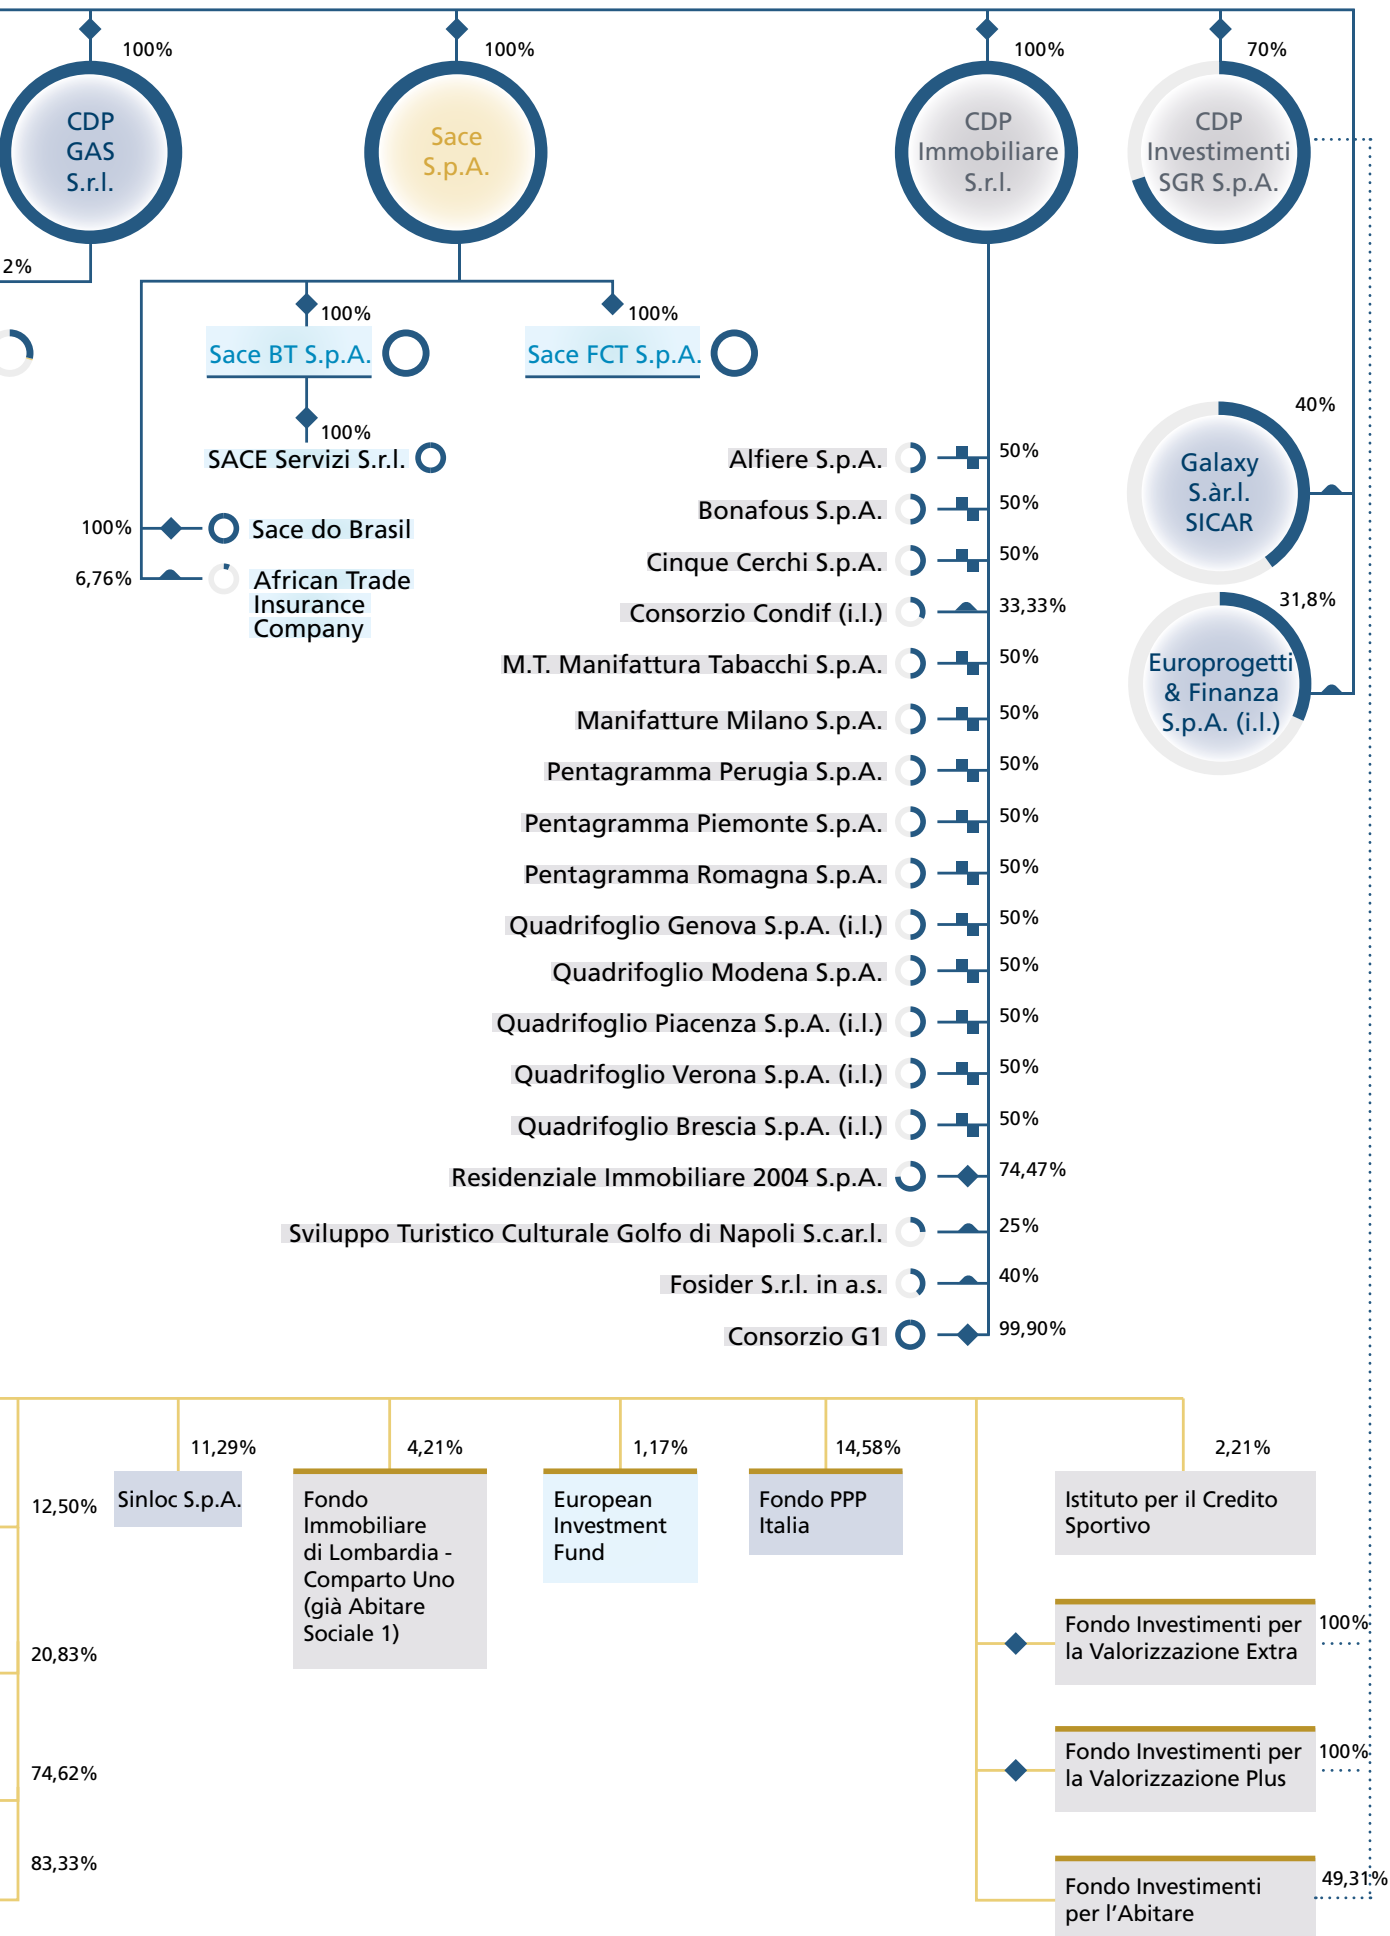 100%
100%
100%
70%
CDP
GAS
S.r.l.
Sace
S.p.A.
CDP
Immobiliare
S.r.l.
CDP
Investimenti
SGR S.p.A.
2%
100%
Sace BT S.p.A.
100%
Sace FCT S.p.A.
100%
SACE Servizi S.r.l.
100%
Sace do Brasil
6,76%
African Trade
Insurance
Company
40%
Galaxy
S.àr.l.
SICAR
31,8%
Europrogetti
& Finanza
S.p.A. (i.l.)
Alfiere S.p.A. 50%
Bonafous S.p.A. 50%
Cinque Cerchi S.p.A. 50%
Consorzio Condif (i.l.) 33,33%
M.T. Manifattura Tabacchi S.p.A. 50%
Manifatture Milano S.p.A. 50%
Pentagramma Perugia S.p.A. 50%
Pentagramma Piemonte S.p.A. 50%
Pentagramma Romagna S.p.A. 50%
Quadrifoglio Genova S.p.A. (i.l.) 50%
Quadrifoglio Modena S.p.A. 50%
Quadrifoglio Piacenza S.p.A. (i.l.) 50%
Quadrifoglio Verona S.p.A. (i.l.) 50%
Quadrifoglio Brescia S.p.A. (i.l.) 50%
Residenziale Immobiliare 2004 S.p.A. 74,47%
Sviluppo Turistico Culturale Golfo di Napoli S.c.ar.l. 25%
Fosider S.r.l. in a.s. 40%
Consorzio G1 99,90%
12,50%
20,83%
74,62%
83,33%
11,29%
Sinloc S.p.A.
4,21%
Fondo
Immobiliare
di Lombardia -
Comparto Uno
(già Abitare
Sociale 1)
1,17%
European
Investment
Fund
14,58%
Fondo PPP
Italia
2,21%
Istituto per il Credito
Sportivo
Fondo Investimenti per
la Valorizzazione Extra
100%
Fondo Investimenti per
la Valorizzazione Plus
100%
Fondo Investimenti
per l'Abitare
49,31%